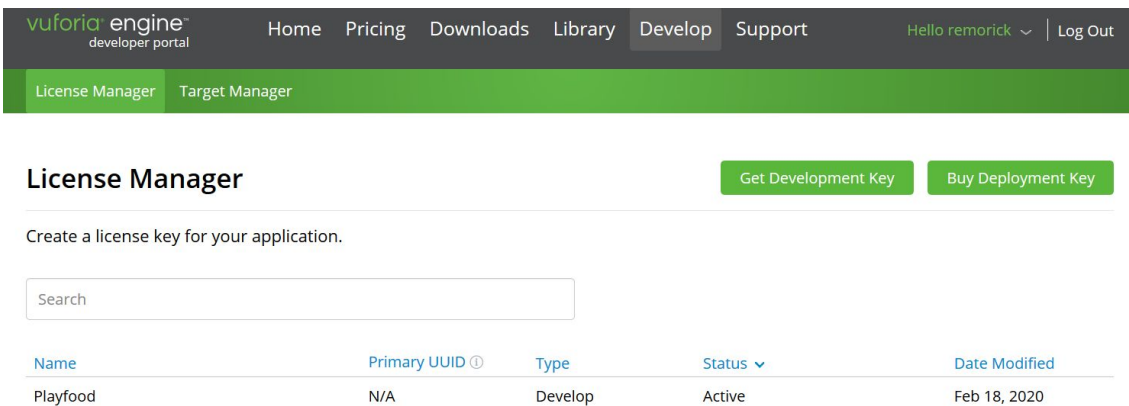 vuforia engine™ Home Pricing Downloads Library Develop Support Hello remorick Log Out
developer portal
License Manager Target Manager
License Manager Get Development Key Buy Deployment Key
Create a license key for your application.
Search
Name Primary UUID Type Status Date Modified
Playfood N/A Develop Active Feb 18, 2020